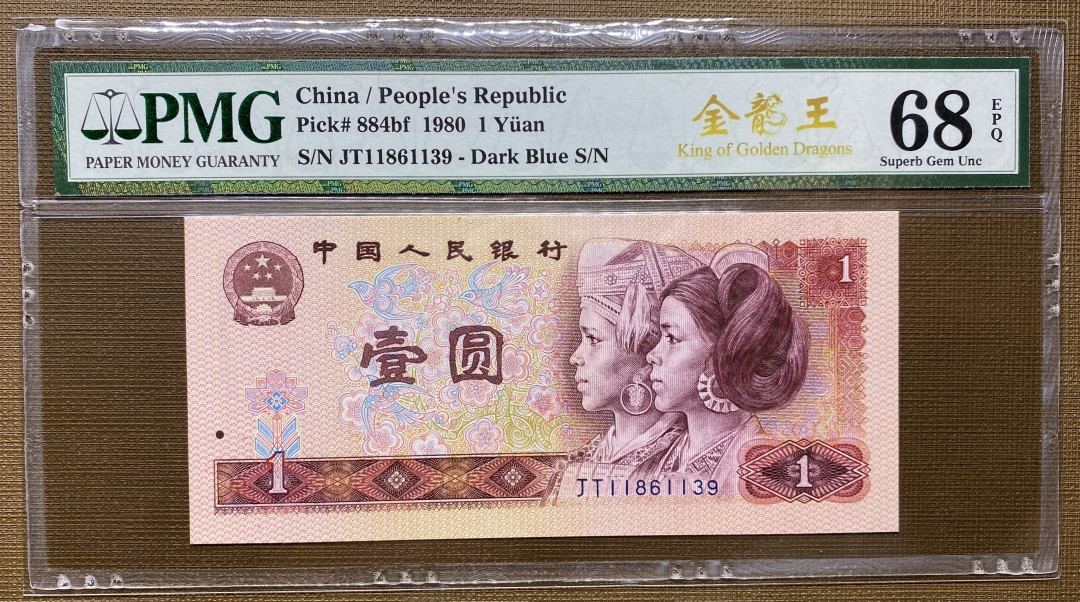 PMG
PAPER MONEY GUARANTY
China / People's Republic
Pick# 884bf 1980 1 Yüan
S/N JT11861139 - Dark Blue S/N
金龍王
King of Golden Dragons
68
EPQ
Superb Gem Unc
中国人民银行
1
壹圆
1
1
JT11861139